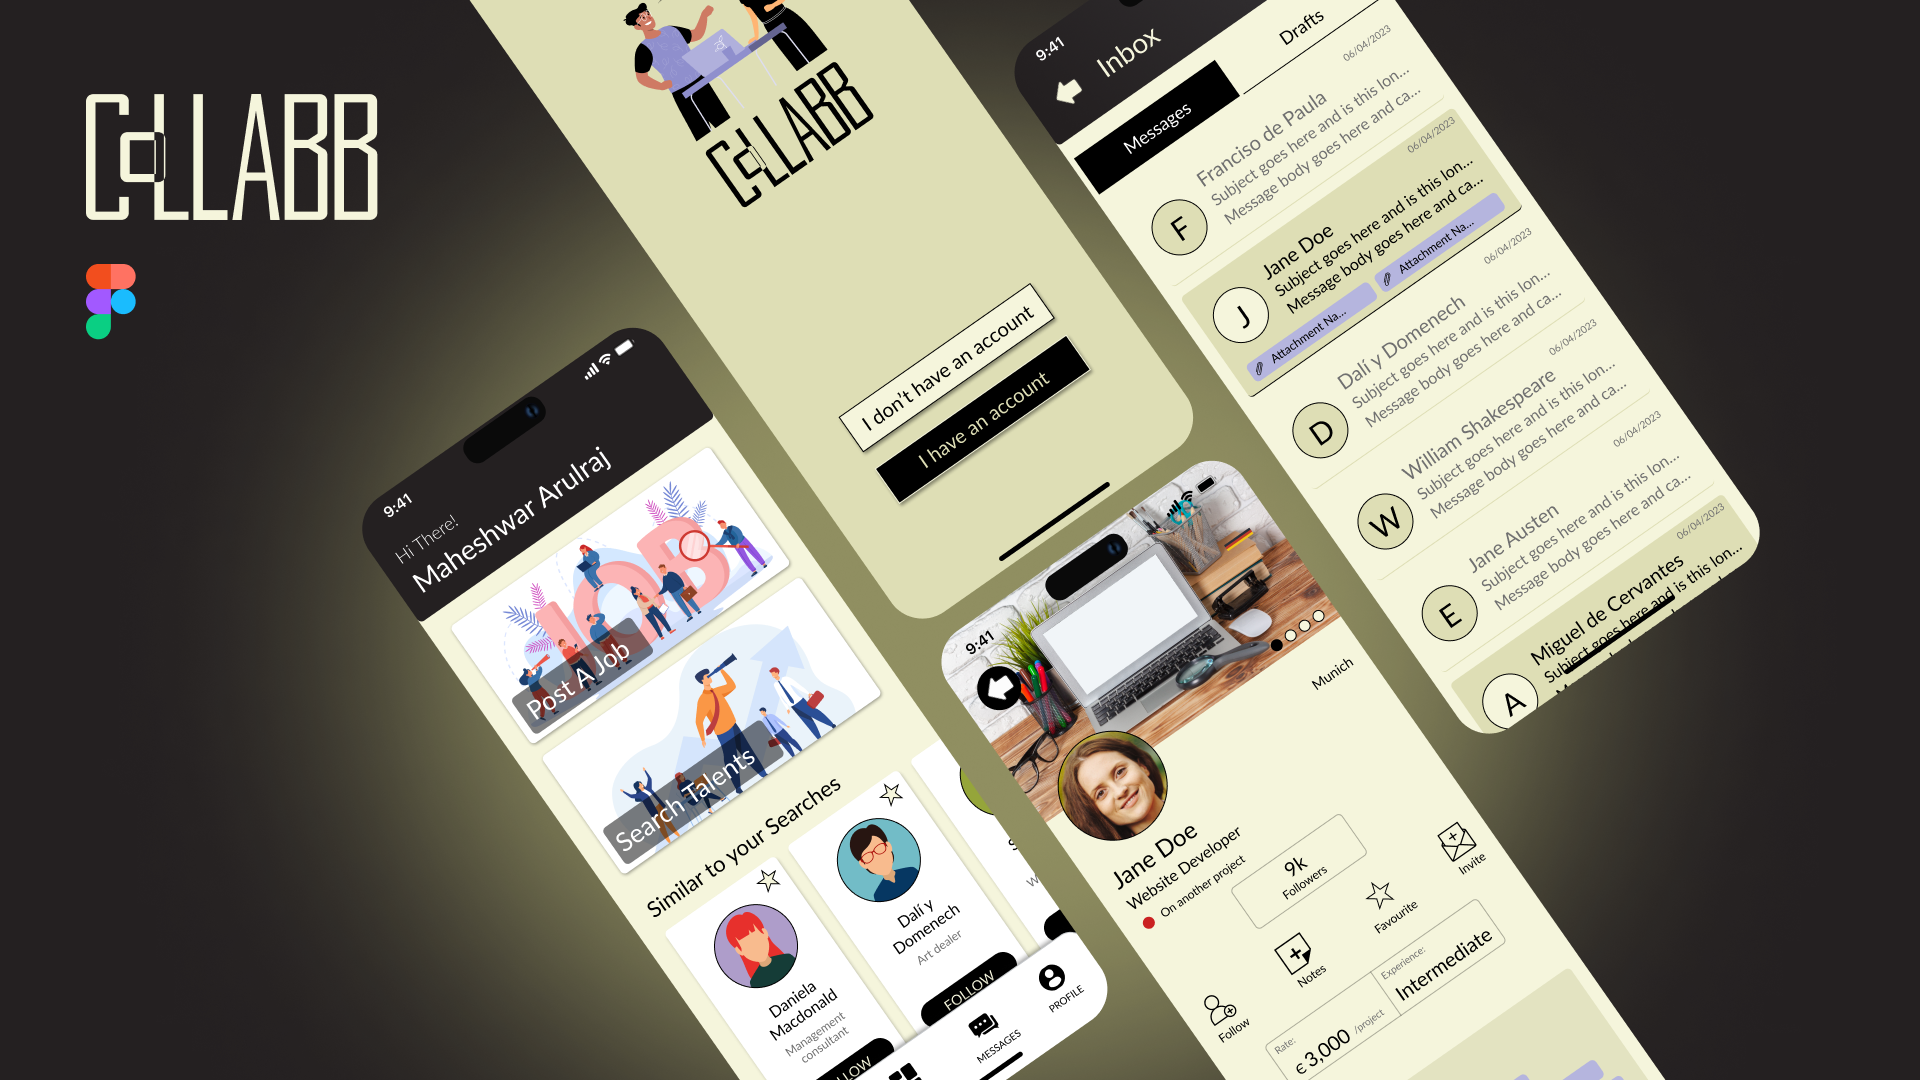 CoLLABB
CoLLABB
I don't have an account
I have an account
9:41
Hi There!
Maheshwar Arulraj
Post A Job
Search Talents
Similar to your Searches
Daniela
Macdonald
Management
consultant
Dalí y
Domenech
Art dealer
FOLLOW
MESSAGES
PROFILE
9:41
Inbox
Messages
Drafts
06/04/2023
Franciso de Paula
Subject goes here and is this lon...
Message body goes here and ca...
F
06/04/2023
Jane Doe
Subject goes here and is this lon...
Message body goes here and ca...
J
Attachment Na...
Attachment Na...
06/04/2023
Dalí y Domenech
Subject goes here and is this lon...
Message body goes here and ca...
D
06/04/2023
William Shakespeare
Subject goes here and is this lon...
Message body goes here and ca...
W
06/04/2023
Jane Austen
Subject goes here and is this lon...
Message body goes here and ca...
E
06/04/2023
Miguel de Cervantes
Subject goes here and is this lon...
A
9:41
Munich
Jane Doe
Website Developer
On another project
9k
Followers
Follow
Notes
Favourite
Invite
Rate:
€ 3,000 /project
Experience:
Intermediate